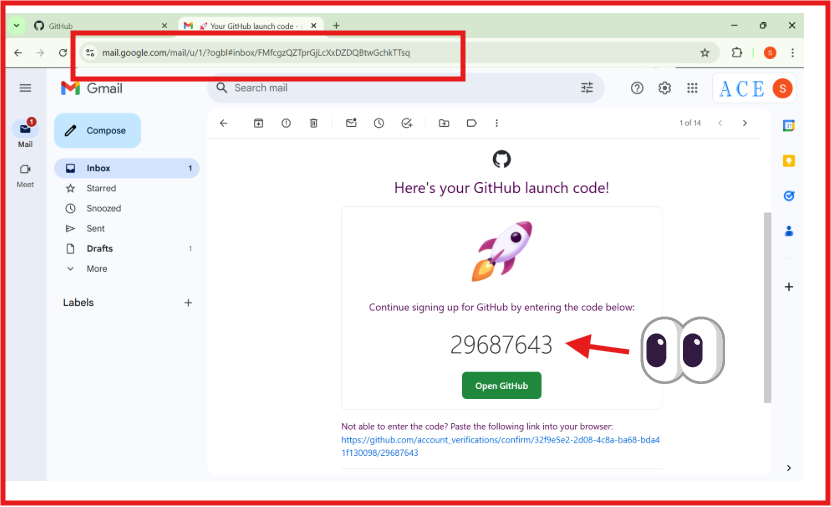 GitHub
🚀 Your GitHub launch code -
mail.google.com/mail/u/1/?ogbl#inbox/FMfcgzQZTprGjLcXxDZDQBtwGchkTTsq
S
Gmail
Search mail
ACE
S
1
Mail
Meet
Compose
Inbox 1
Starred
Snoozed
Sent
Drafts 1
More
Labels
1 of 14
Here's your GitHub launch code!
Continue signing up for GitHub by entering the code below:
29687643
Open GitHub
Not able to enter the code? Paste the following link into your browser:
https://github.com/account_verifications/confirm/32f9e5e2-2d08-4c8a-ba68-bda4
1f130098/29687643